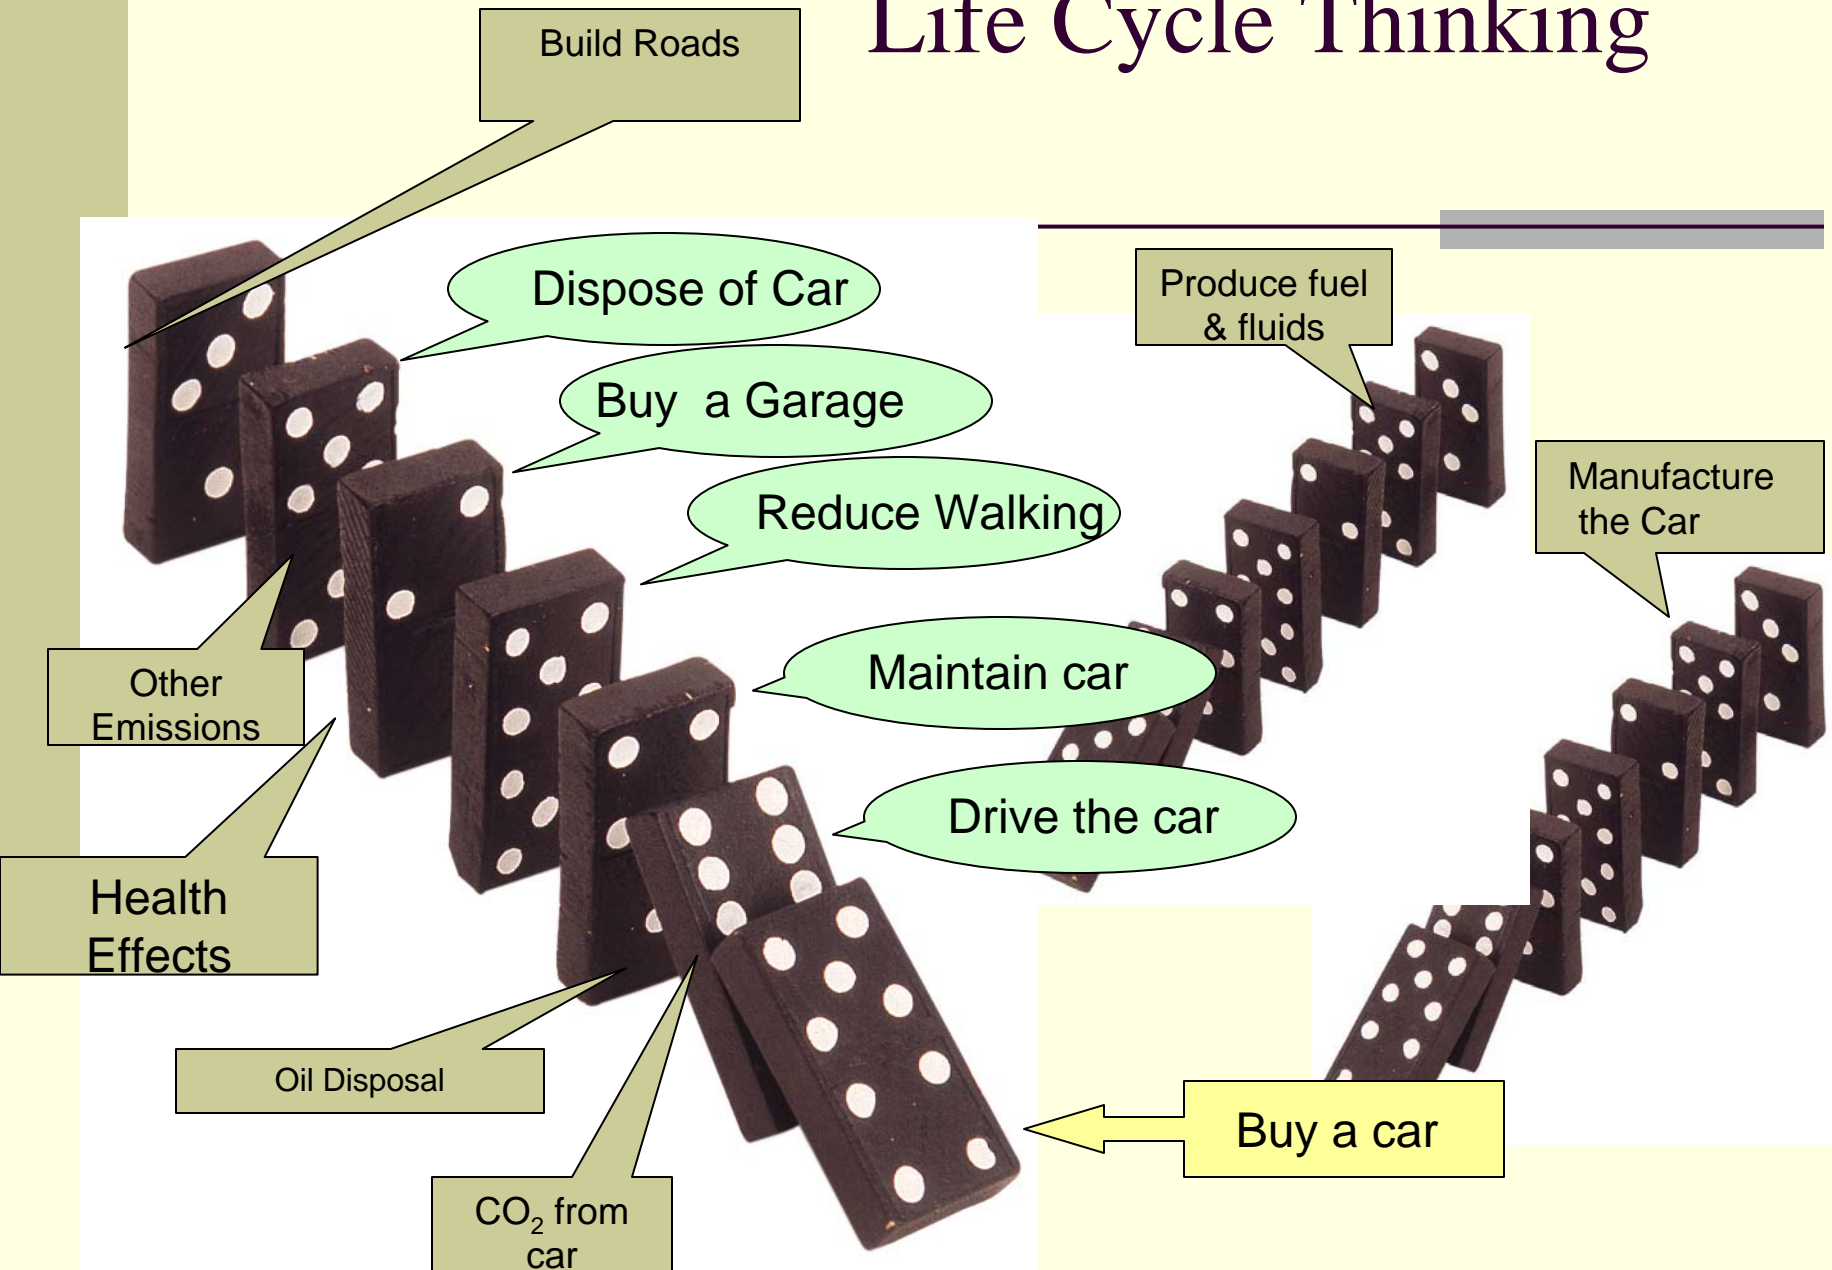 Life Cycle Thinking
Build Roads
Dispose of Car
Produce fuel
& fluids
Buy a Garage
Manufacture
the Car
Reduce Walking
Maintain car
Other
Emissions
Drive the car
Health
Effects
Oil Disposal
Buy a car
CO₂ from
car